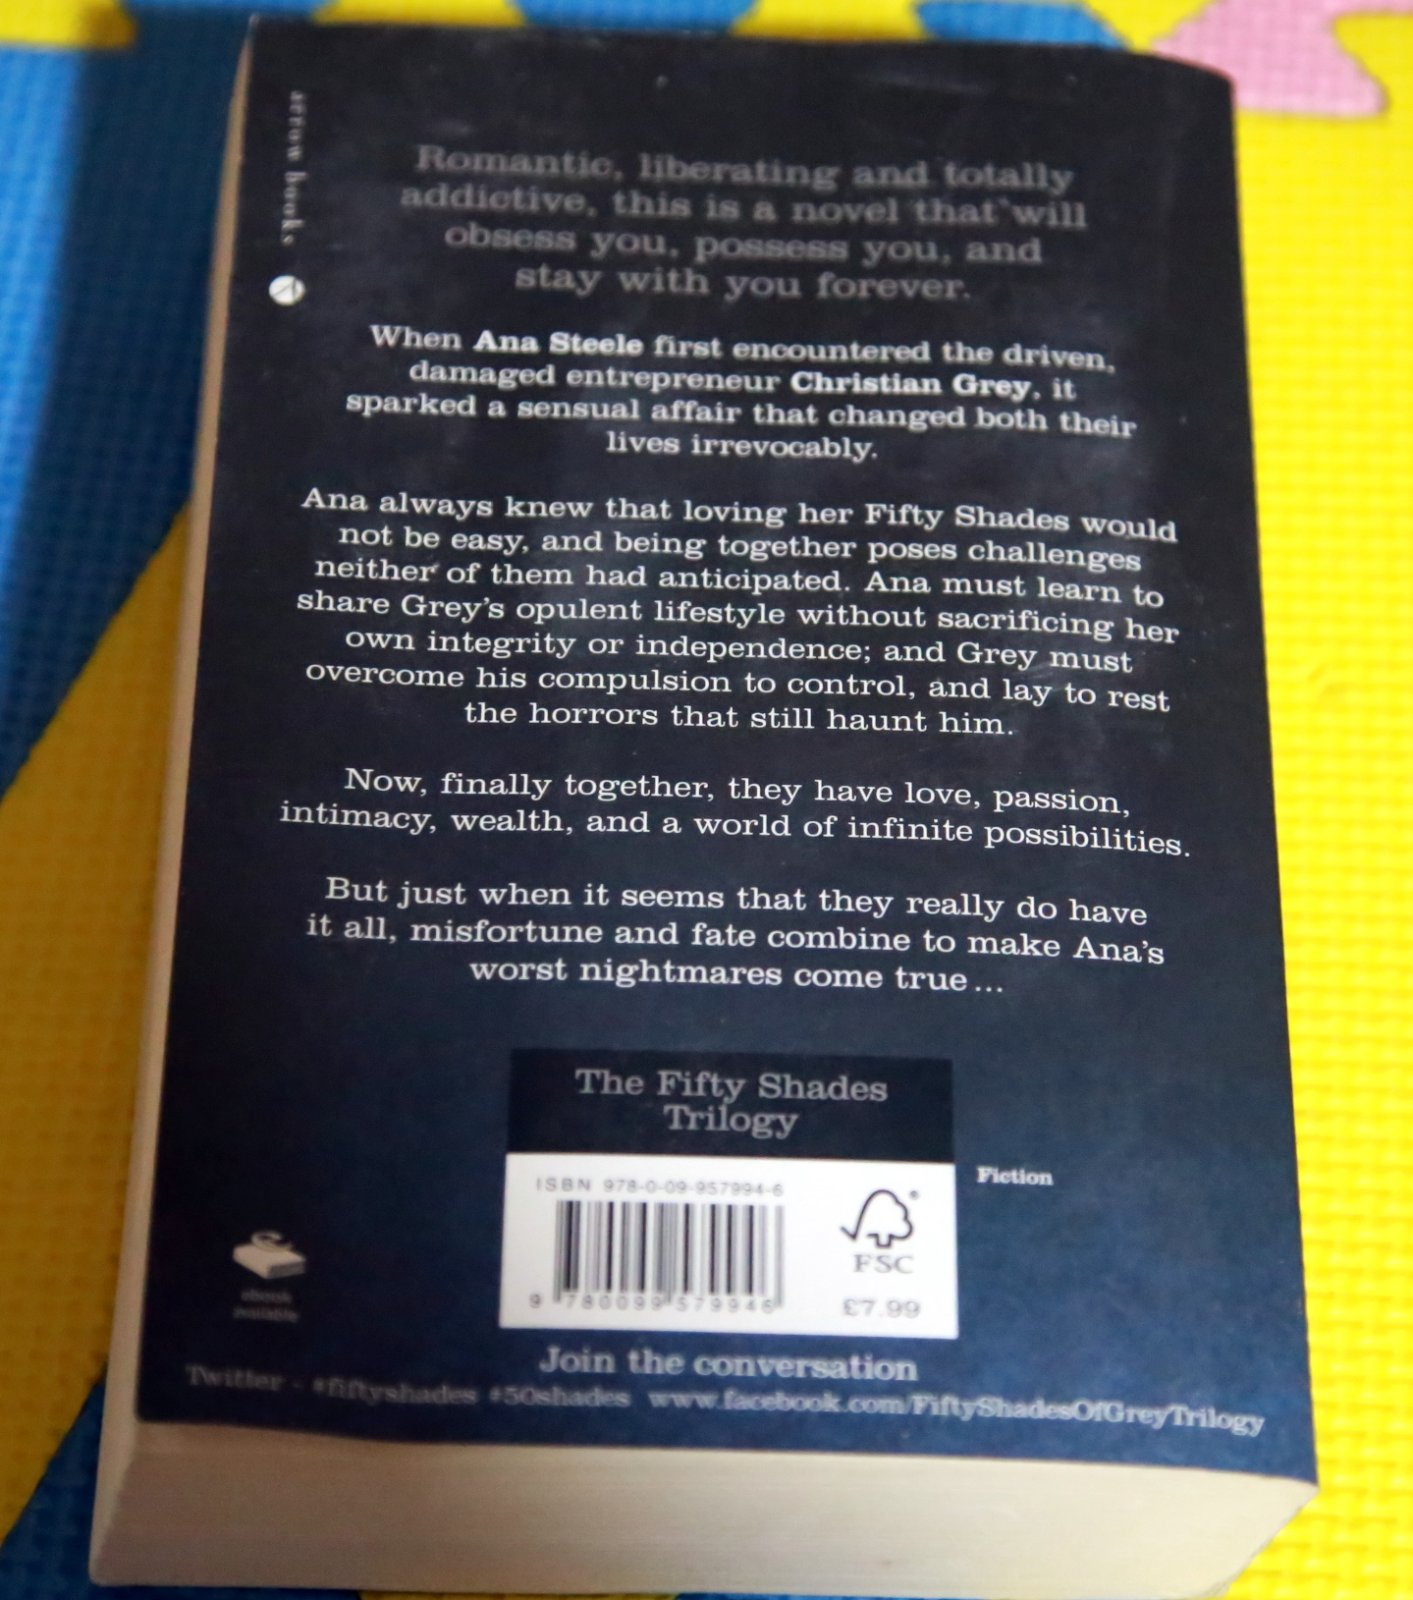 arrow books
Romantic, liberating and totally
addictive, this is a novel that will
obsess you, possess you, and
stay with you forever.
When Ana Steele first encountered the driven,
damaged entrepreneur Christian Grey, it
sparked a sensual affair that changed both their
lives irrevocably.
Ana always knew that loving her Fifty Shades would
not be easy, and being together poses challenges
neither of them had anticipated. Ana must learn to
share Grey's opulent lifestyle without sacrificing her
own integrity or independence; and Grey must
overcome his compulsion to control, and lay to rest
the horrors that still haunt him.
Now, finally together, they have love, passion,
intimacy, wealth, and a world of infinite possibilities.
But just when it seems that they really do have
it all, misfortune and fate combine to make Ana's
worst nightmares come true...
The Fifty Shades
Trilogy
ISBN 978-0-09-957994-6
Fiction
FSC
9 780099 579946
£7.99
ebook
available
Join the conversation
Twitter - #fiftyshades #50shades www.facebook.com/FiftyShadesOfGreyTrilogy